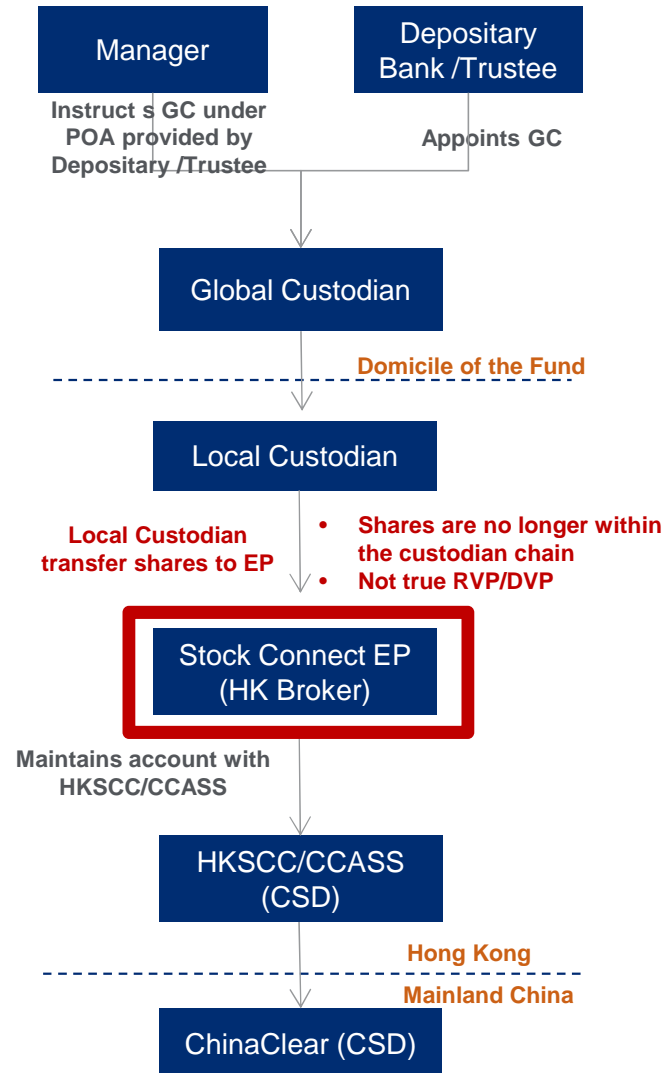 Manager
Depositary
Bank /Trustee
Instruct s GC under
POA provided by
Depositary /Trustee
Appoints GC
Global Custodian
Domicile of the Fund
Local Custodian
Local Custodian
transfer shares to EP
• Shares are no longer within
the custodian chain
• Not true RVP/DVP
Stock Connect EP
(HK Broker)
Maintains account with
HKSCC/CCASS
HKSCC/CCASS
(CSD)
Hong Kong
Mainland China
ChinaClear (CSD)